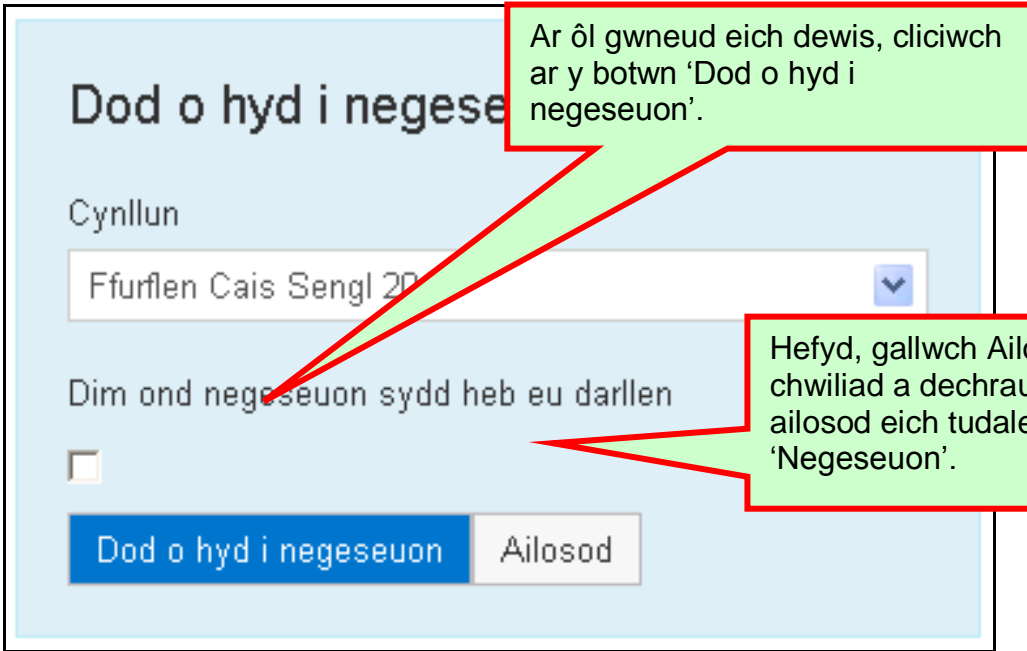 Ar ôl gwneud eich dewis, cliciwch
ar y botwn ‘Dod o hyd i
negeseuon’.
Dod o hyd i
Cynllun
Ffurflen Cais Sengl 20
Hefyd, gallwch
chwiliad a
ailosod eich
‘Negeseuon’.
Dim ond negeseuon sydd heb eu darllen
Dod o hyd i negeseuon
Ailosod